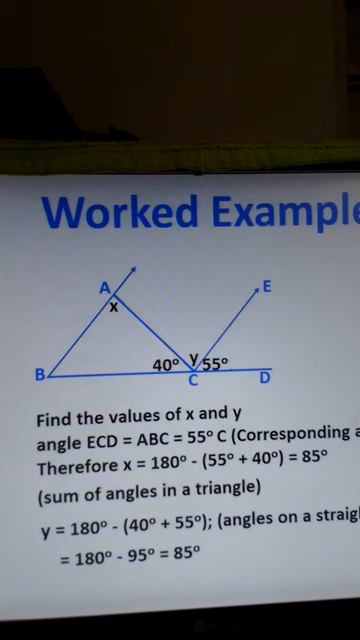 Worked Example
A
E
x
40° y 55°
B
C
D
Find the values of x and y
angle ECD = ABC = 55° C (Corresponding
Therefore x = 180° - (55° + 40°) = 85°
(sum of angles in a triangle)
y = 180° - (40° + 55°); (angles on a
= 180° - 95° = 85°